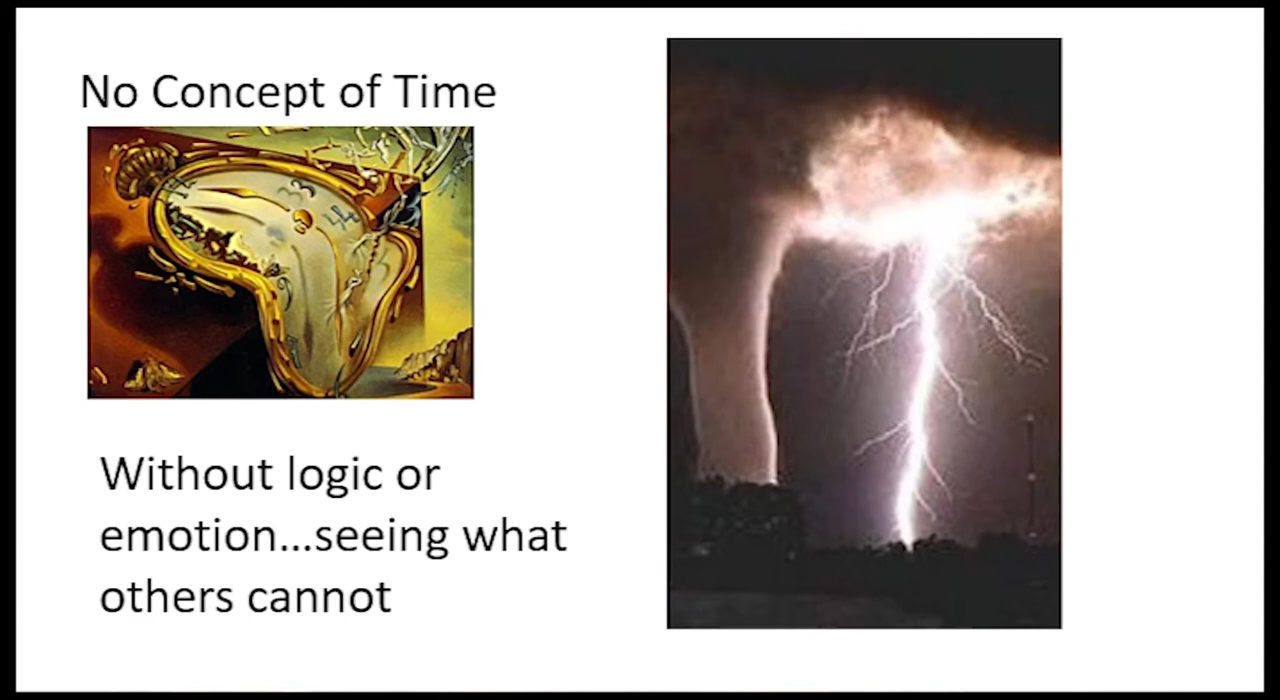 No Concept of Time
Without logic or
emotion...seeing what
others cannot